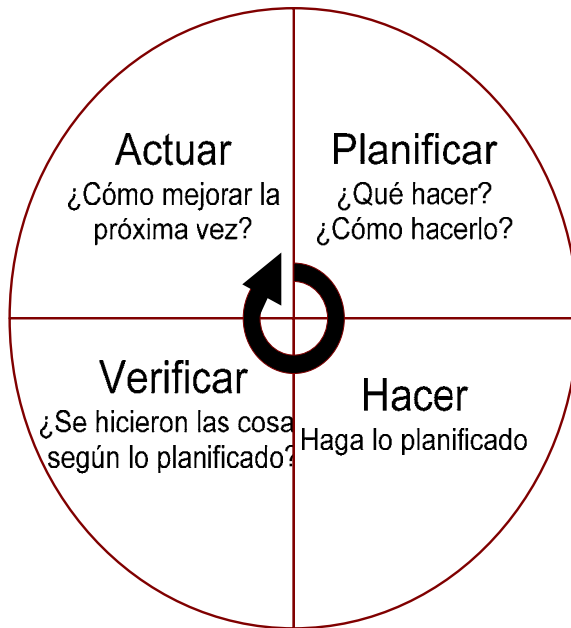 Actuar
¿Cómo mejorar la
próxima vez?
Planificar
¿Qué hacer?
¿Cómo hacerlo?
Verificar
¿Se hicieron las cosa
según lo planificado?
Hacer
Haga lo planificado